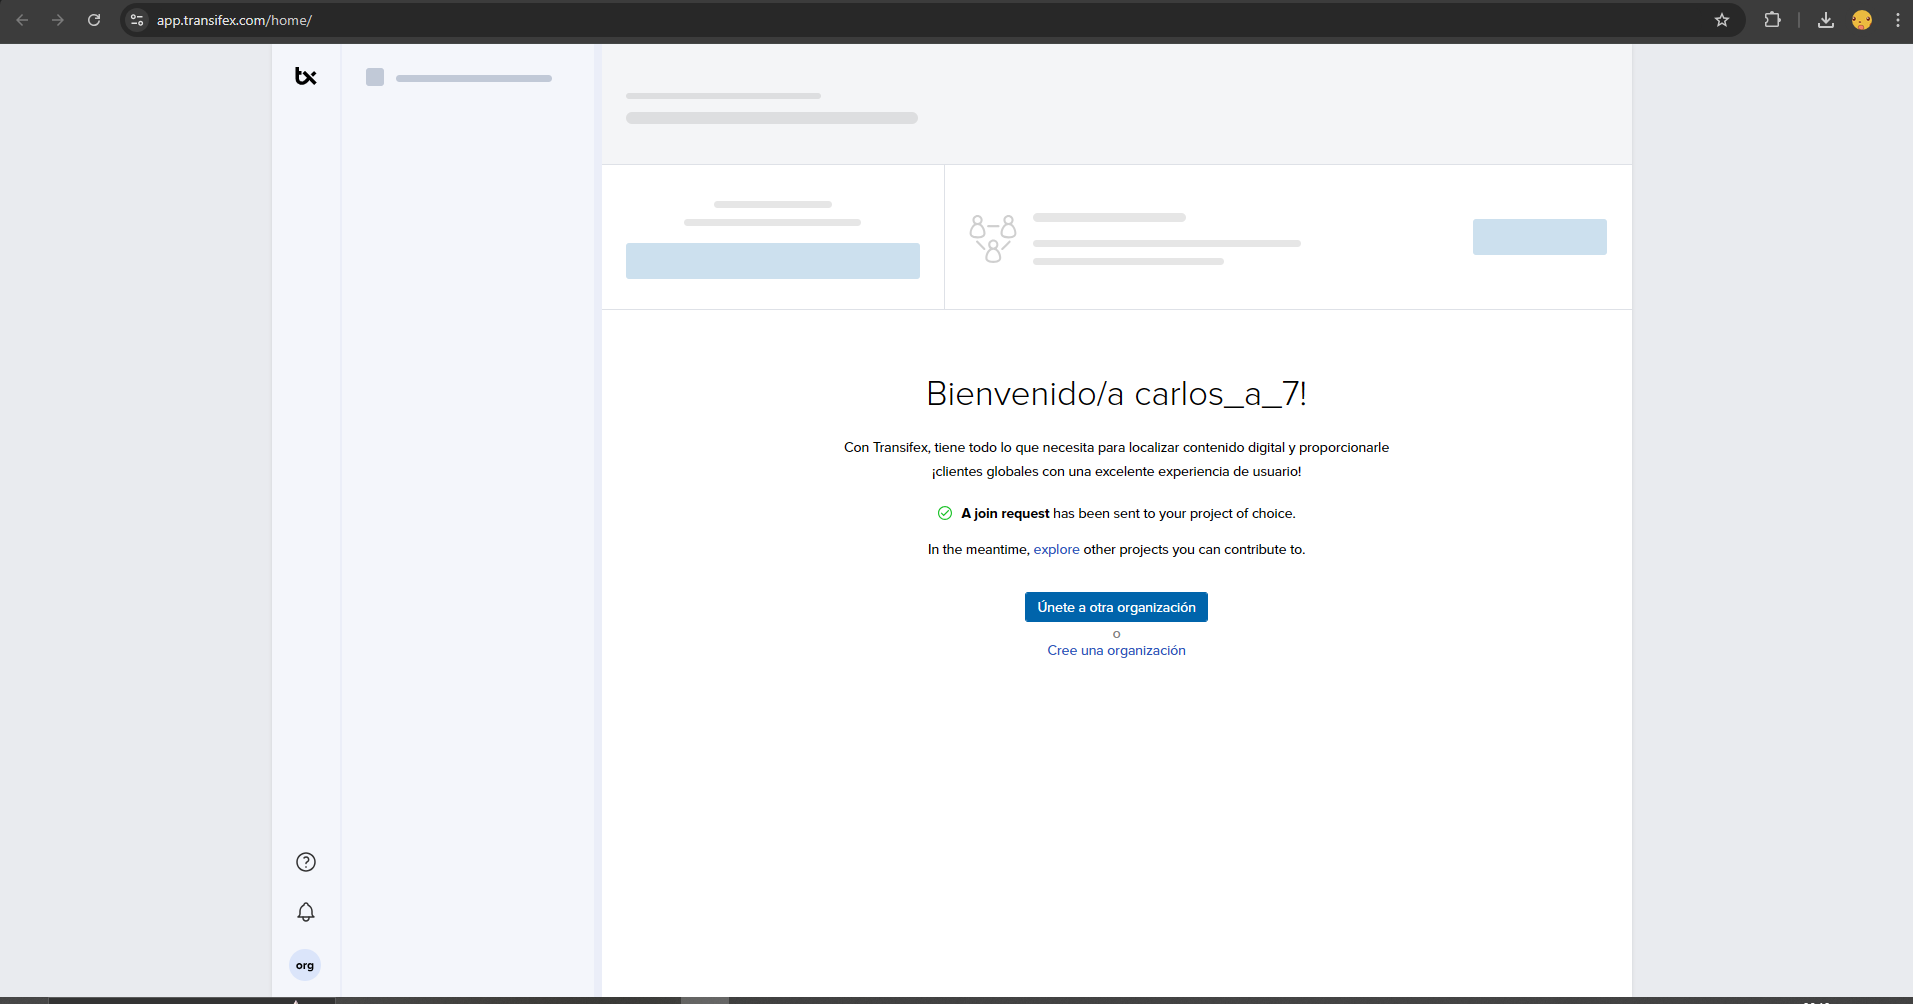 app.transifex.com/home/
tx
Bienvenido/a carlos_a_7!
Con Transifex, tiene todo lo que necesita para localizar contenido digital y proporcionarle
¡clientes globales con una excelente experiencia de usuario!
A join request has been sent to your project of choice.
In the meantime, explore other projects you can contribute to.
Únete a otra organización
o
Cree una organización
?
org